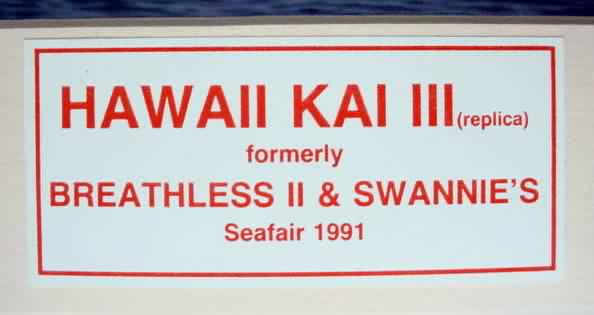 HAWAII KAI III (replica)
formerly
BREATHLESS II & SWANNIE'S
Seafair 1991